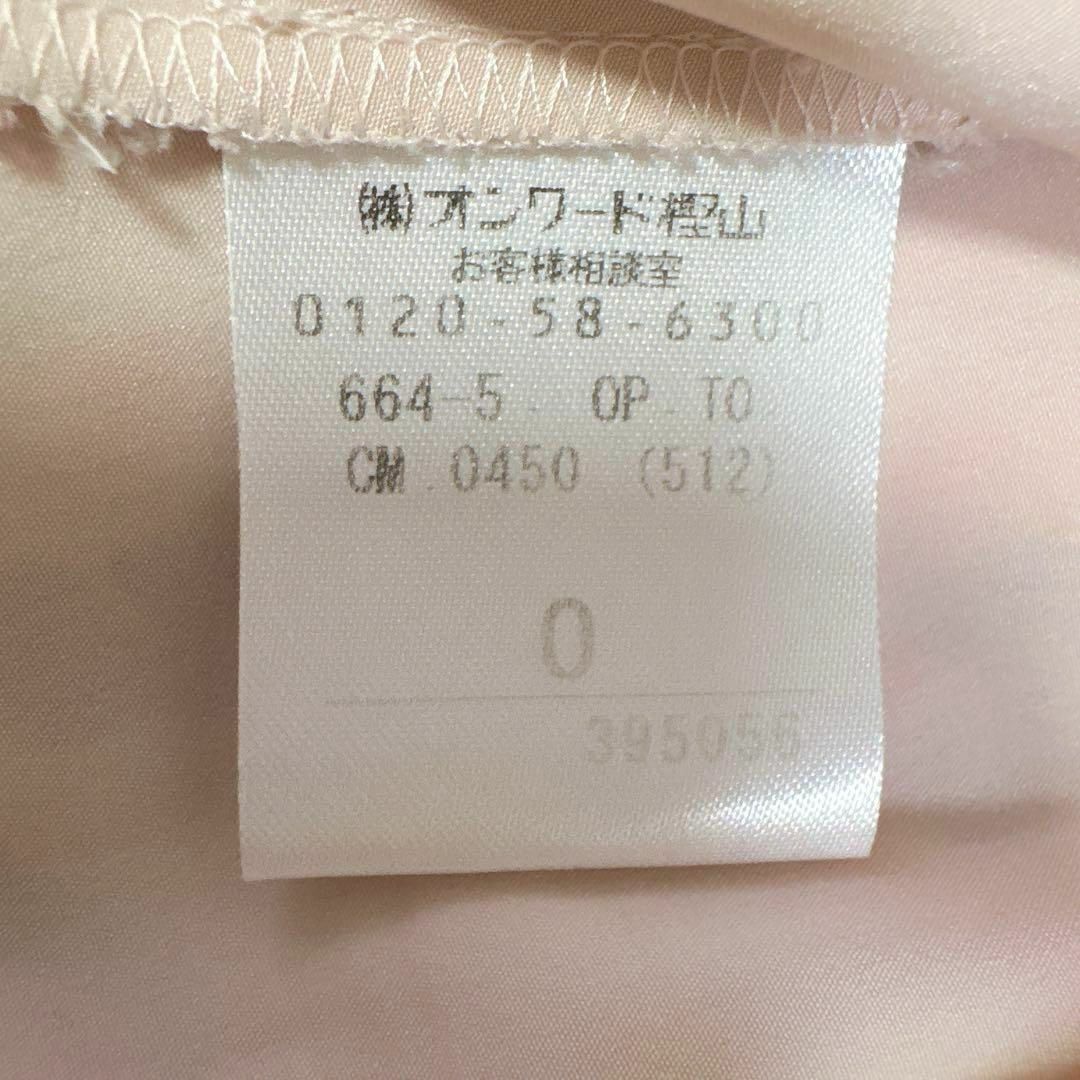 ㈱オンワード樫山
お客様相談室
0120-58-6300
664-5. OP.TO
CM.0450 (512)
0
395056